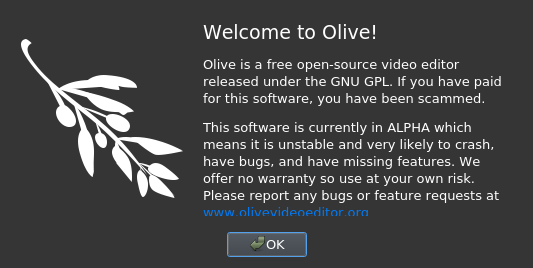 Welcome to Olive!
Olive is a free open-source video editor
released under the GNU GPL. If you have paid
for this software, you have been scammed.
This software is currently in ALPHA which
means it is unstable and very likely to crash,
have bugs, and have missing features. We
offer no warranty so use at your own risk.
Please report any bugs or feature requests at
www.olivevideoeditor.org
OK